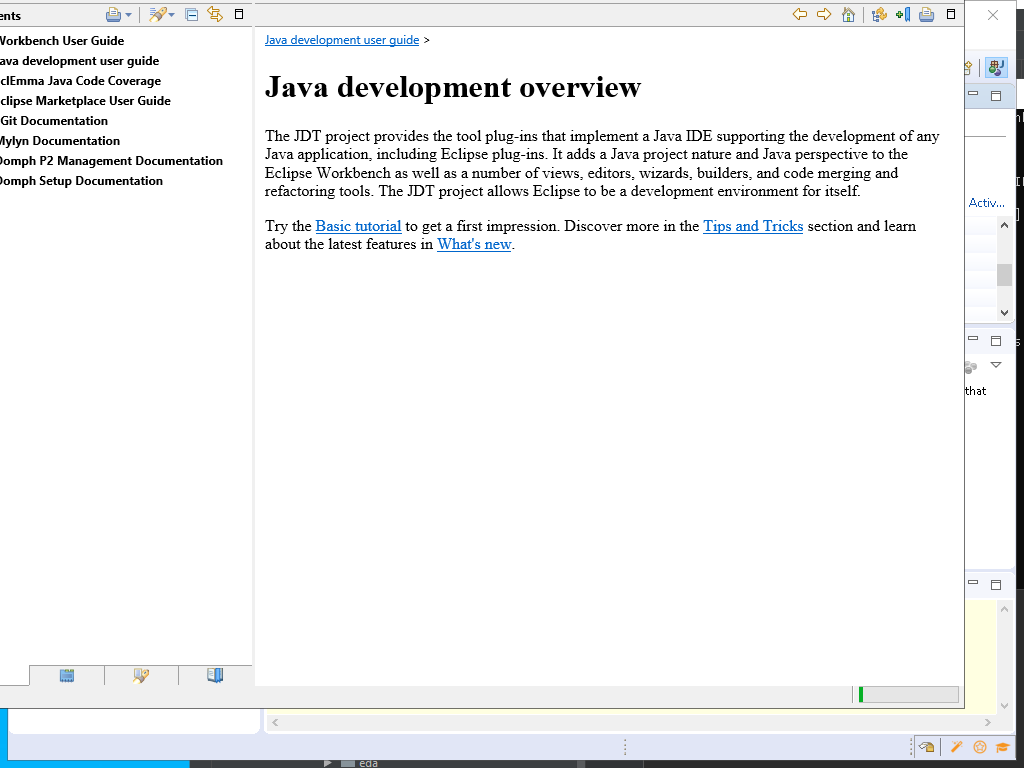 ents
Workbench User Guide
ava development user guide
clEmma Java Code Coverage
clipse Marketplace User Guide
Git Documentation
Mylyn Documentation
Oomph P2 Management Documentation
Oomph Setup Documentation
Java development user guide >
Java development overview
The JDT project provides the tool plug-ins that implement a Java IDE supporting the development of any
Java application, including Eclipse plug-ins. It adds a Java project nature and Java perspective to the
Eclipse Workbench as well as a number of views, editors, wizards, builders, and code merging and
refactoring tools. The JDT project allows Eclipse to be a development environment for itself.
Try the Basic tutorial to get a first impression. Discover more in the Tips and Tricks section and learn
about the latest features in What's new.
Activ...
that
eda